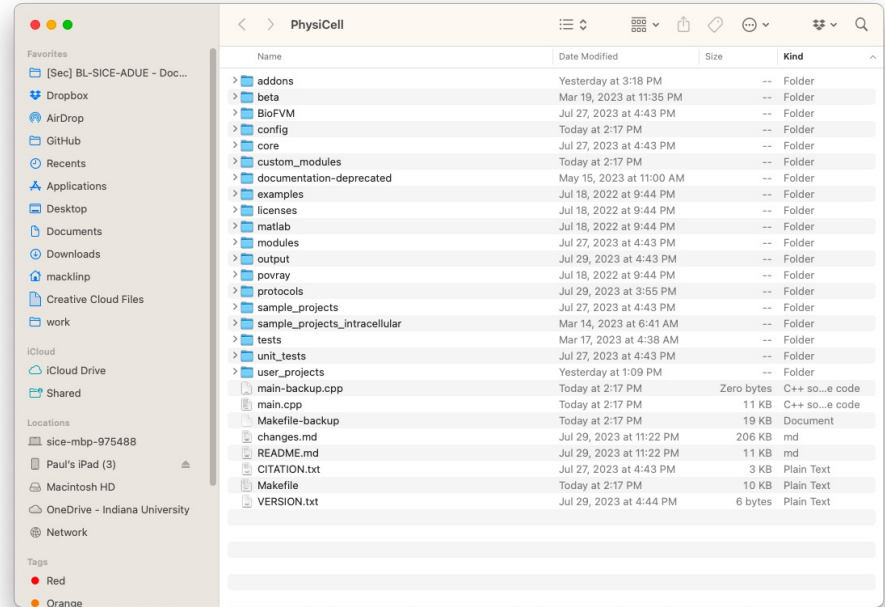 PhysiCell
Favorites
[Sec] BL-SICE-ADUE - Doc...
Dropbox
AirDrop
GitHub
Recents
Applications
Desktop
Documents
Downloads
macklinp
Creative Cloud Files
work
iCloud
iCloud Drive
Shared
Locations
sice-mbp-975488
Paul's iPad (3)
Macintosh HD
OneDrive - Indiana University
Network
Tags
Red
Orange
Name Date Modified Size Kind
addons Yesterday at 3:18 PM -- Folder
beta Mar 19, 2023 at 11:35 PM -- Folder
BioFVM Jul 27, 2023 at 4:43 PM -- Folder
config Today at 2:17 PM -- Folder
core Jul 27, 2023 at 4:43 PM -- Folder
custom_modules Today at 2:17 PM -- Folder
documentation-deprecated May 15, 2023 at 11:00 AM -- Folder
examples Jul 18, 2022 at 9:44 PM -- Folder
licenses Jul 18, 2022 at 9:44 PM -- Folder
matlab Jul 18, 2022 at 9:44 PM -- Folder
modules Jul 27, 2023 at 4:43 PM -- Folder
output Jul 29, 2023 at 4:43 PM -- Folder
povray Jul 18, 2022 at 9:44 PM -- Folder
protocols Jul 29, 2023 at 3:55 PM -- Folder
sample_projects Jul 27, 2023 at 4:43 PM -- Folder
sample_projects_intracellular Mar 14, 2023 at 6:41 AM -- Folder
tests Mar 17, 2023 at 4:38 AM -- Folder
unit_tests Jul 27, 2023 at 4:43 PM -- Folder
user_projects Yesterday at 1:09 PM -- Folder
main-backup.cpp Today at 2:17 PM Zero bytes C++ so...e code
main.cpp Today at 2:17 PM 11 KB C++ so...e code
Makefile-backup Today at 2:17 PM 19 KB Document
changes.md Jul 29, 2023 at 11:22 PM 206 KB md
README.md Jul 29, 2023 at 11:22 PM 11 KB md
CITATION.txt Jul 27, 2023 at 4:43 PM 3 KB Plain Text
Makefile Today at 2:17 PM 10 KB Plain Text
VERSION.txt Jul 29, 2023 at 4:44 PM 6 bytes Plain Text